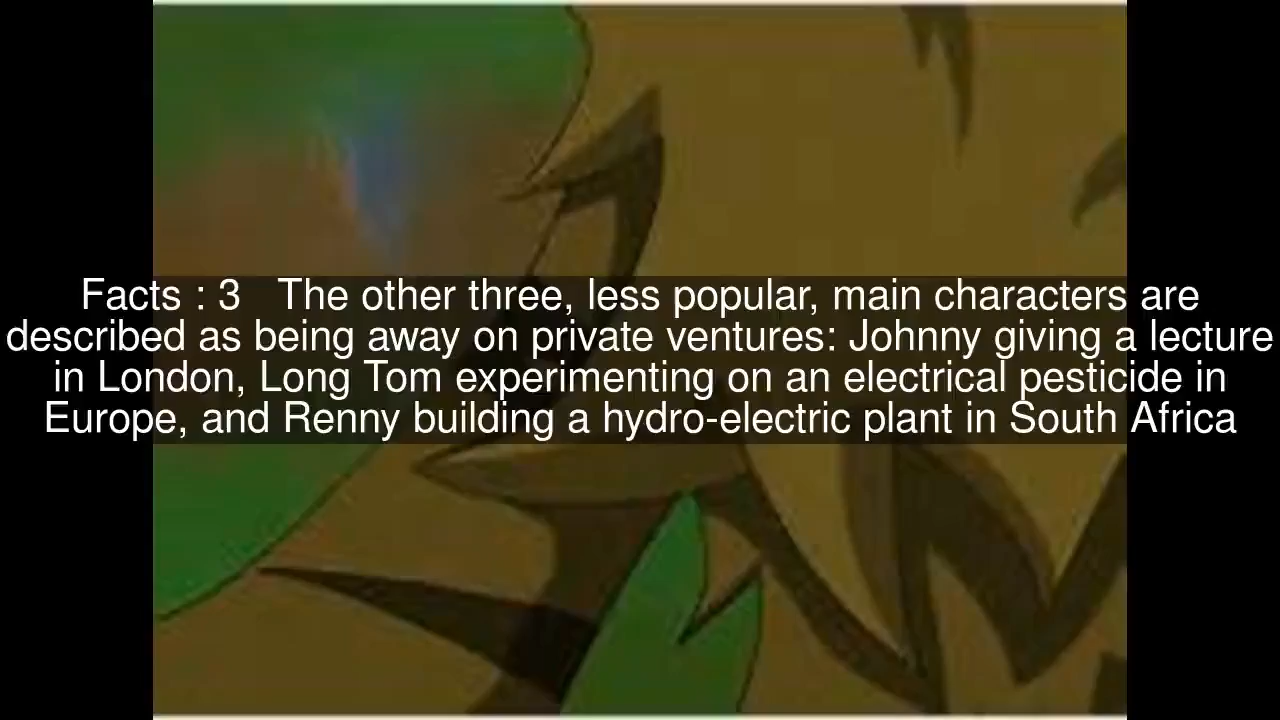 Facts : 3   The other three, less popular, main characters are
described as being away on private ventures: Johnny giving a lecture
in London, Long Tom experimenting on an electrical pesticide in
Europe, and Renny building a hydro-electric plant in South Africa